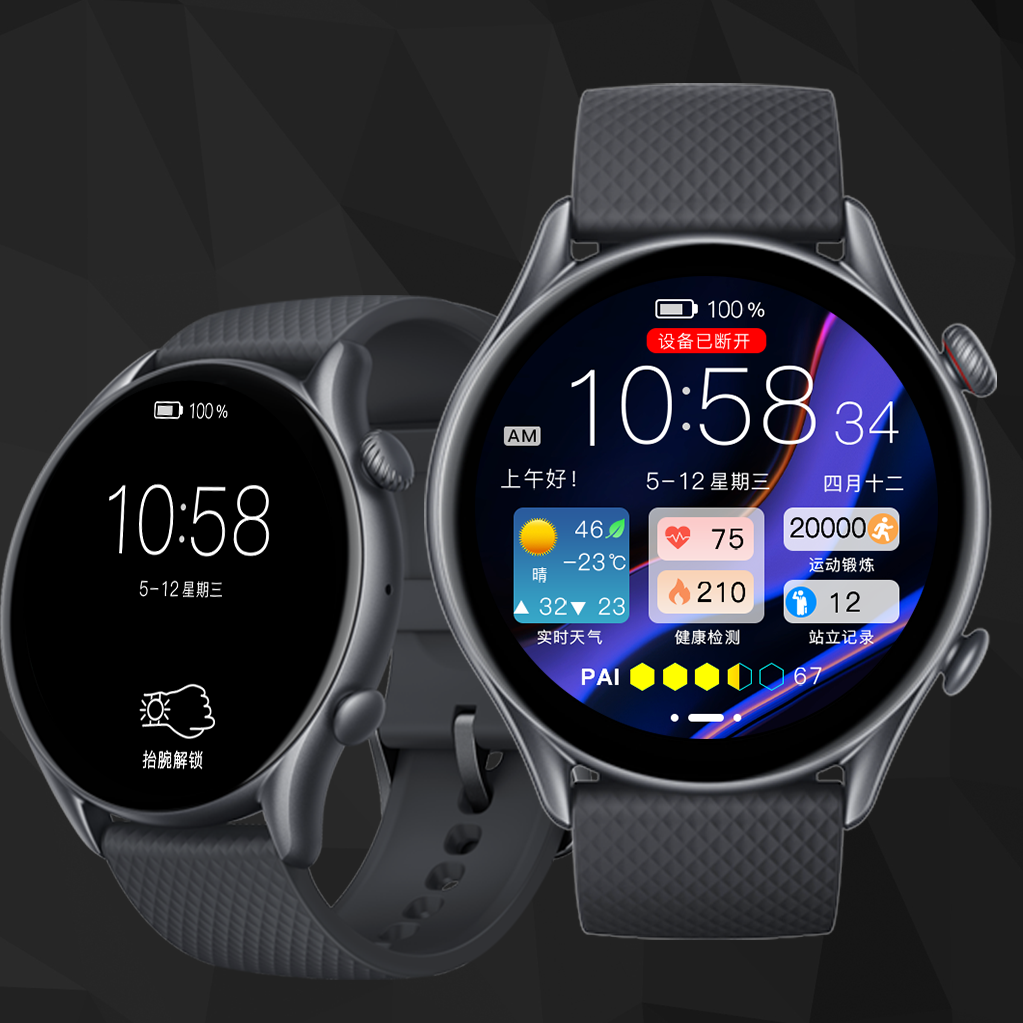 100%
10:58
5-12 星期三
抬腕解锁
100%
设备已断开
10:58 34
AM
上午好!
5-12 星期三
四月十二
46
-23℃
晴
▲ 32 ▼ 23
实时天气
75
210
健康检测
20000
运动锻炼
12
站立记录
PAI 67